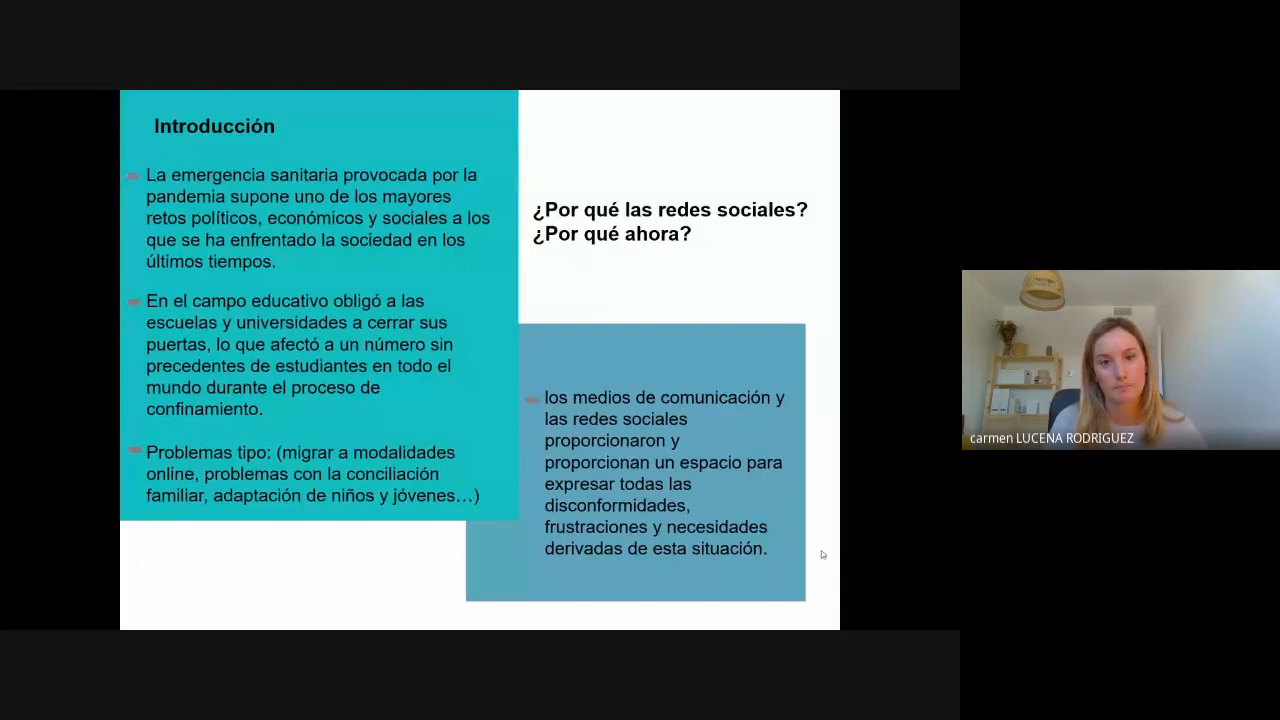 Introducción
La emergencia sanitaria provocada por la
pandemia supone uno de los mayores
retos políticos, económicos y sociales a los
que se ha enfrentado la sociedad en los
últimos tiempos.
En el campo educativo obligó a las
escuelas y universidades a cerrar sus
puertas, lo que afectó a un número sin
precedentes de estudiantes en todo el
mundo durante el proceso de
confinamiento.
Problemas tipo: (migrar a modalidades
online, problemas con la conciliación
familiar, adaptación de niños y jóvenes…)
¿Por qué las redes sociales?
¿Por qué ahora?
los medios de comunicación y
las redes sociales
proporcionaron y
proporcionan un espacio para
expresar todas las
disconformidades,
frustraciones y necesidades
derivadas de esta situación.
carmen LUCENA RODRIGUEZ